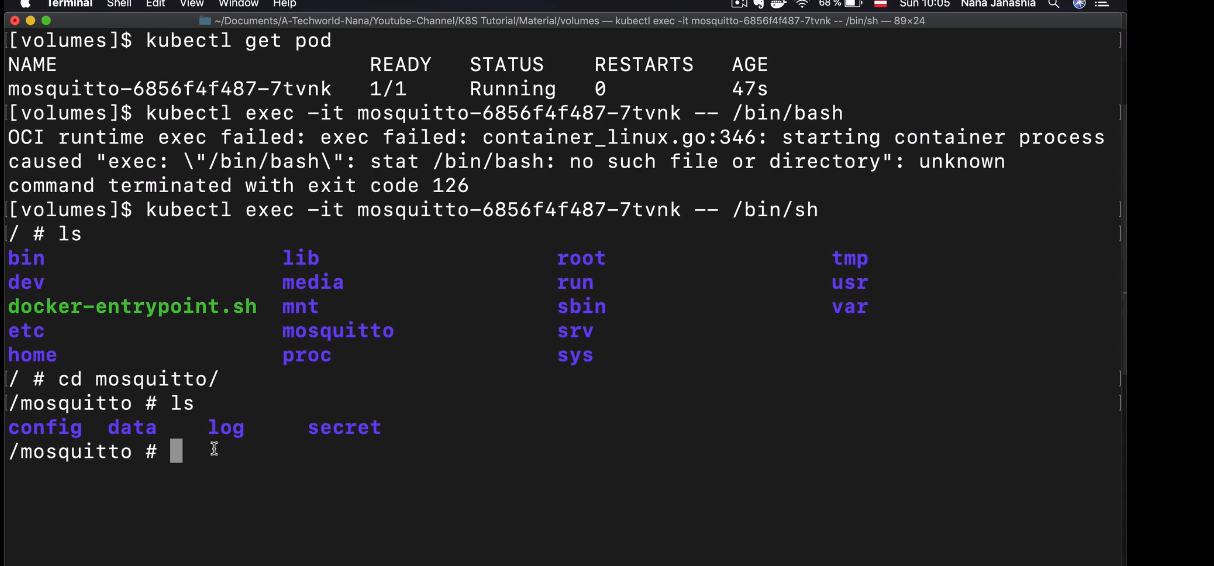 Terminal Shell Edit View Window Help 68 % Sun 10:05 Nana Janashia
~/Documents/A-Techworld-Nana/Youtube-Channel/K8S Tutorial/Material/volumes — kubectl exec -it mosquitto-6856f4f487-7tvnk -- /bin/sh — 89×24
[volumes]$ kubectl get pod
NAME READY STATUS RESTARTS AGE
mosquitto-6856f4f487-7tvnk 1/1 Running 0 47s
[volumes]$ kubectl exec -it mosquitto-6856f4f487-7tvnk -- /bin/bash
OCI runtime exec failed: exec failed: container_linux.go:346: starting container process
caused "exec: \"/bin/bash\": stat /bin/bash: no such file or directory": unknown
command terminated with exit code 126
[volumes]$ kubectl exec -it mosquitto-6856f4f487-7tvnk -- /bin/sh
/ # ls
bin lib root tmp
dev media run usr
docker-entrypoint.sh mnt sbin var
etc mosquitto srv
home proc sys
/ # cd mosquitto/
/mosquitto # ls
config data log secret
/mosquitto #